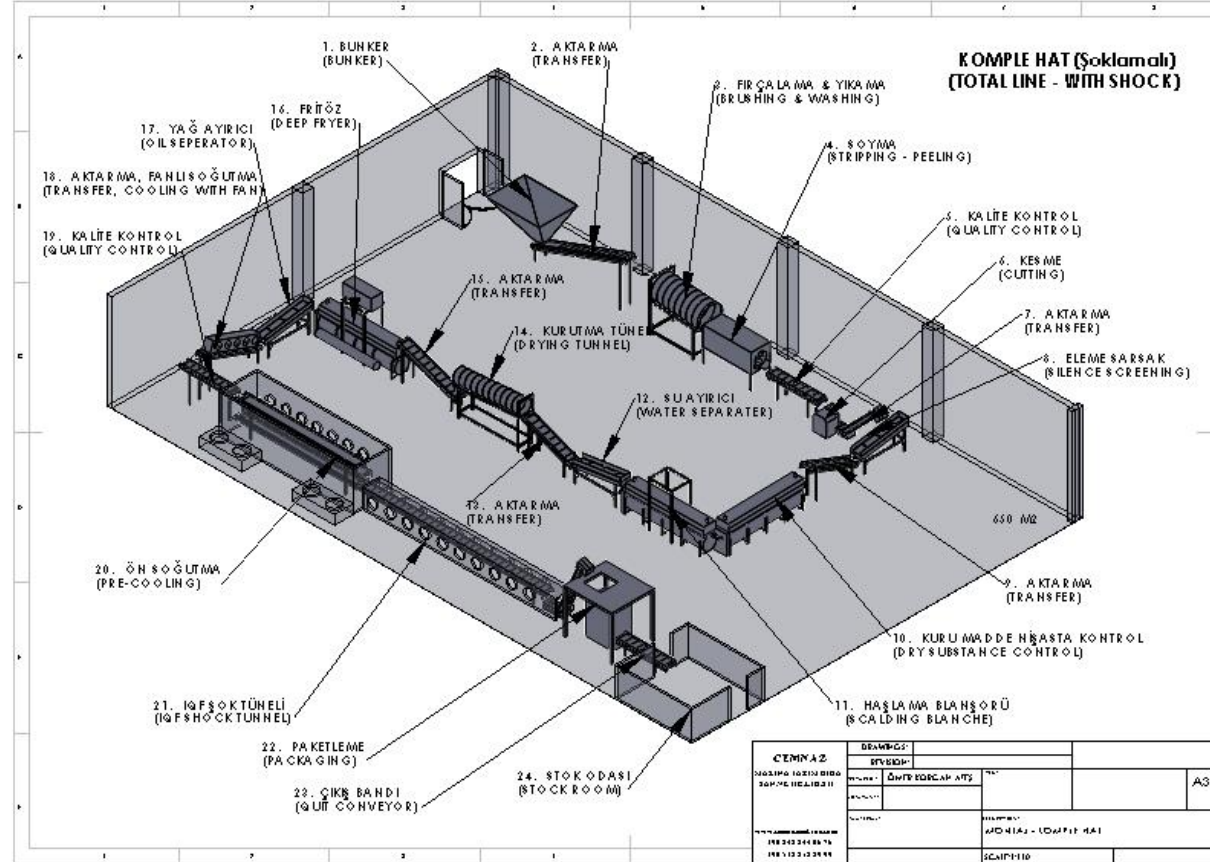 KOMPLE HAT (Şoklamalı)
(TOTAL LINE - WITH SHOCK)
1. BUNKER
(BUNKER)
2. AKTARMA
(TRANSFER)
3. FIRÇALAMA & YIKAMA
(BRUSHING & WASHING)
4. SOYMA
(STRIPPING - PEELING)
5. KALİTE KONTROL
(QUALITY CONTROL)
6. KESME
(CUTTING)
7. AKTARMA
(TRANSFER)
8. ELEME SARSAK
(SILENCE SCREENING)
9. AKTARMA
(TRANSFER)
10. KURU MADDE NİŞASTA KONTROL
(DRY SUBSTANCE CONTROL)
11. HAŞLAMA BLANŞORÜ
(SCALDING BLANCHE)
12. SU AYIRICI
(WATER SEPARATER)
13. AKTARMA
(TRANSFER)
14. KURUTMA TÜNE
(DRYING TUNNEL)
15. AKTARMA
(TRANSFER)
16. FRİTÖZ
(DEEP FRYER)
17. YAĞ AYIRICI
(OIL SEPERATOR)
18. AKTARMA, FANLI SOĞUTMA
(TRANSFER, COOLING WITH FAN)
19. KALİTE KONTROL
(QUALITY CONTROL)
20. ÖN SOĞUTMA
(PRE-COOLING)
21. IQF ŞOK TÜNELİ
(IQF SHOCK TUNNEL)
22. PAKETLEME
(PACKAGING)
23. ÇIKIŞ BANDI
(QUIT CONVEYOR)
24. STOK ODASI
(STOCK ROOM)
650 M2
CEMNAZ
DRAWINGS:
REVISION:
A3
MONTAJ - KOMPLE HAT